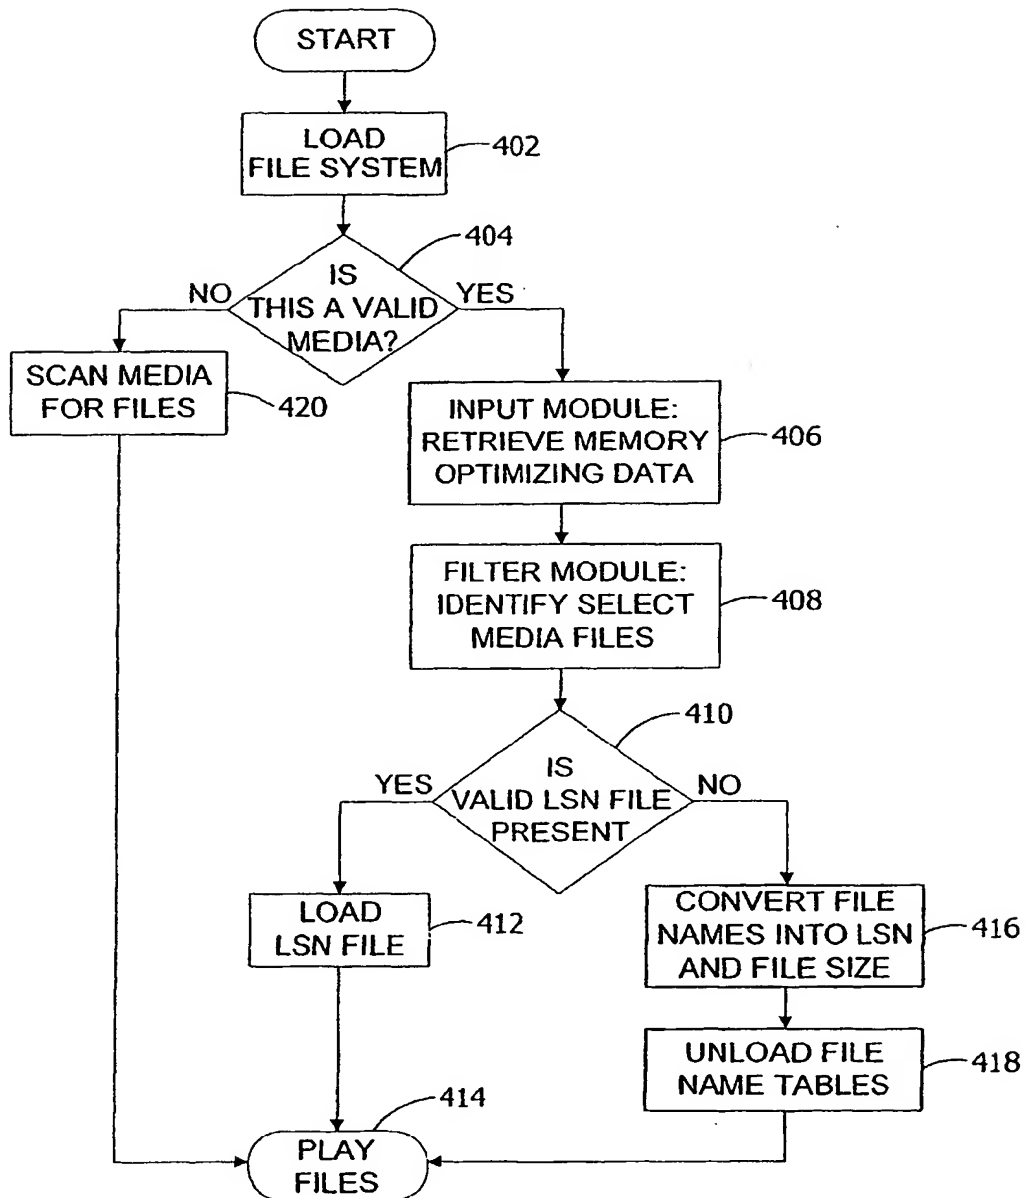 START
LOAD
FILE SYSTEM
402
404
IS
THIS A VALID
MEDIA?
NO
YES
SCAN MEDIA
FOR FILES
420
INPUT MODULE:
RETRIEVE MEMORY
OPTIMIZING DATA
406
FILTER MODULE:
IDENTIFY SELECT
MEDIA FILES
408
410
IS
VALID LSN FILE
PRESENT
YES
NO
LOAD
LSN FILE
412
CONVERT FILE
NAMES INTO LSN
AND FILE SIZE
416
UNLOAD FILE
NAME TABLES
418
414
PLAY
FILES